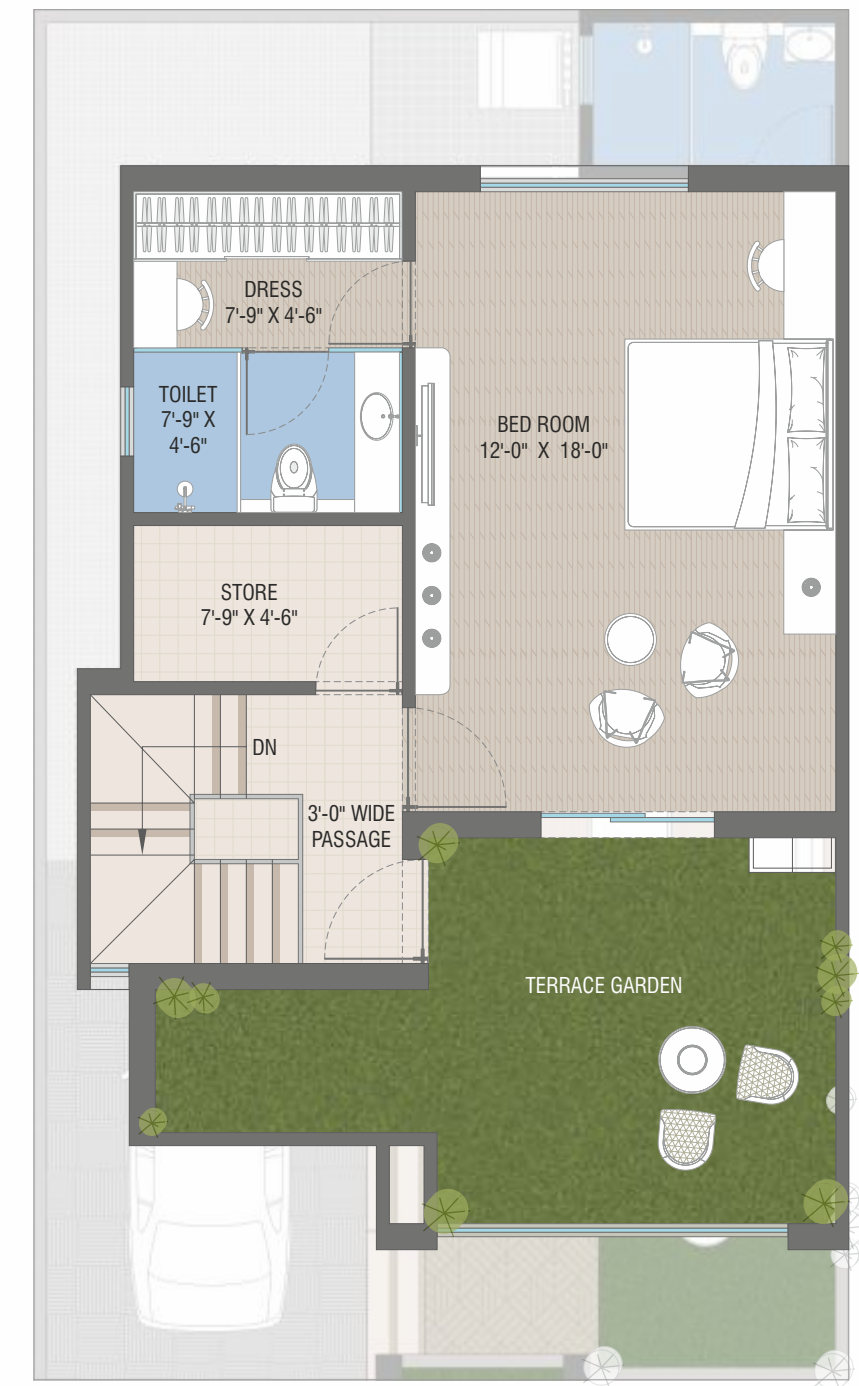 DRESS
7'-9" X 4'-6"
TOILET
7'-9" X
4'-6"
BED ROOM
12'-0" X 18'-0"
STORE
7'-9" X 4'-6"
DN
3'-0" WIDE
PASSAGE
TERRACE GARDEN